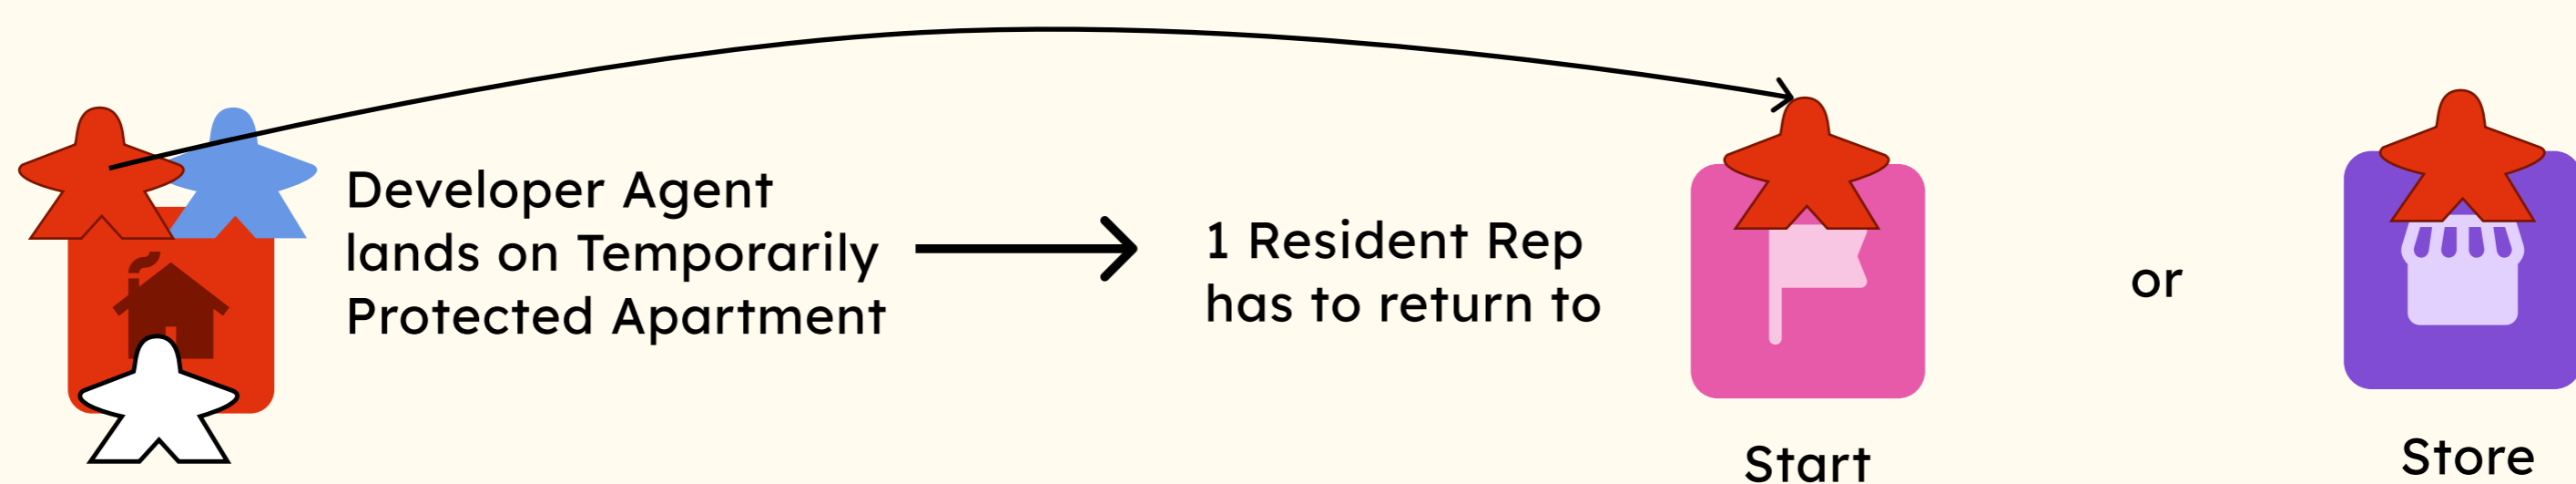 Developer Agent
lands on Temporarily
Protected Apartment
1 Resident Rep
has to return to
Start
or
Store